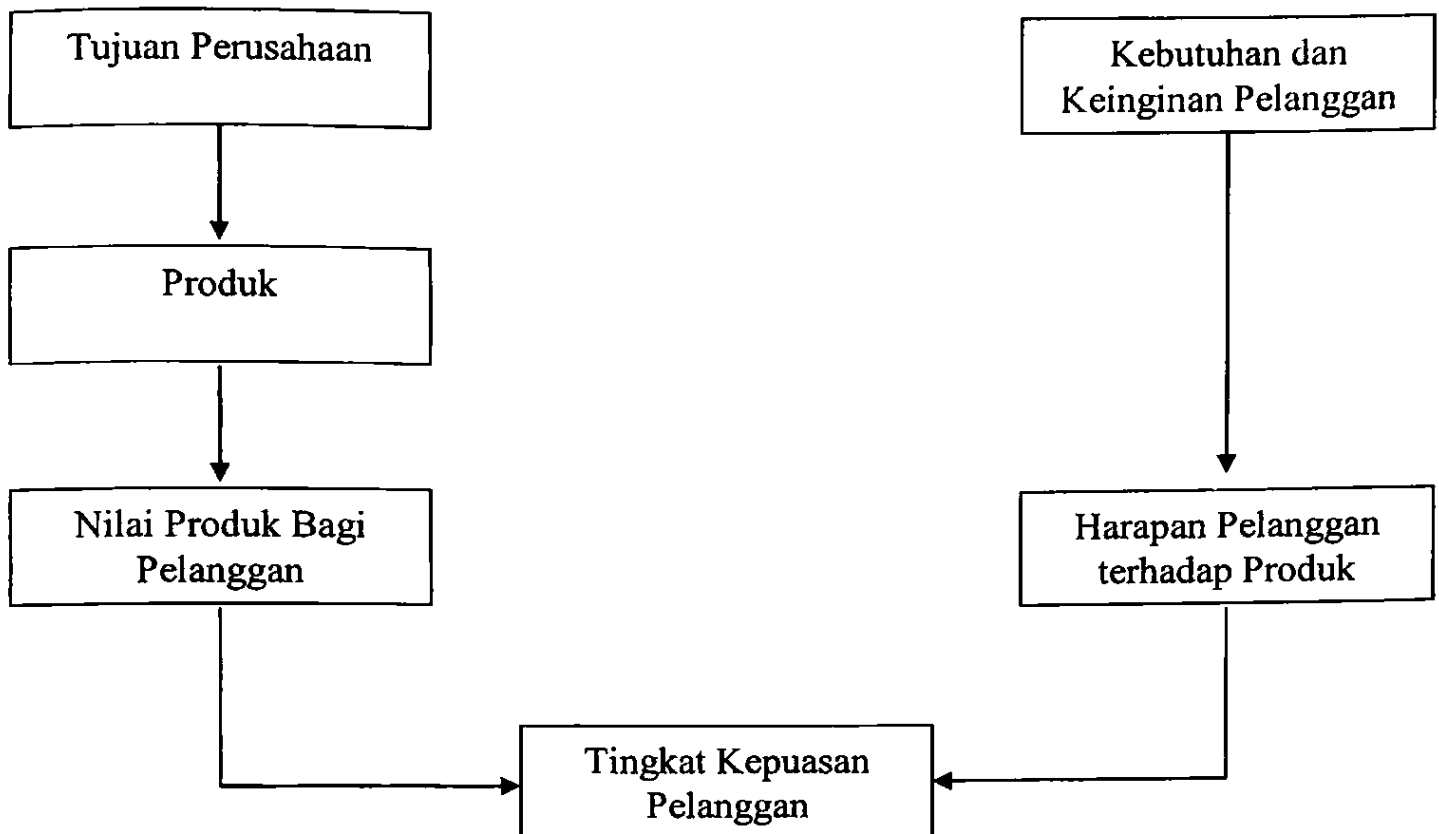 Tujuan Perusahaan
Kebutuhan dan
Keinginan Pelanggan
Produk
Nilai Produk Bagi
Pelanggan
Harapan Pelanggan
terhadap Produk
Tingkat Kepuasan
Pelanggan